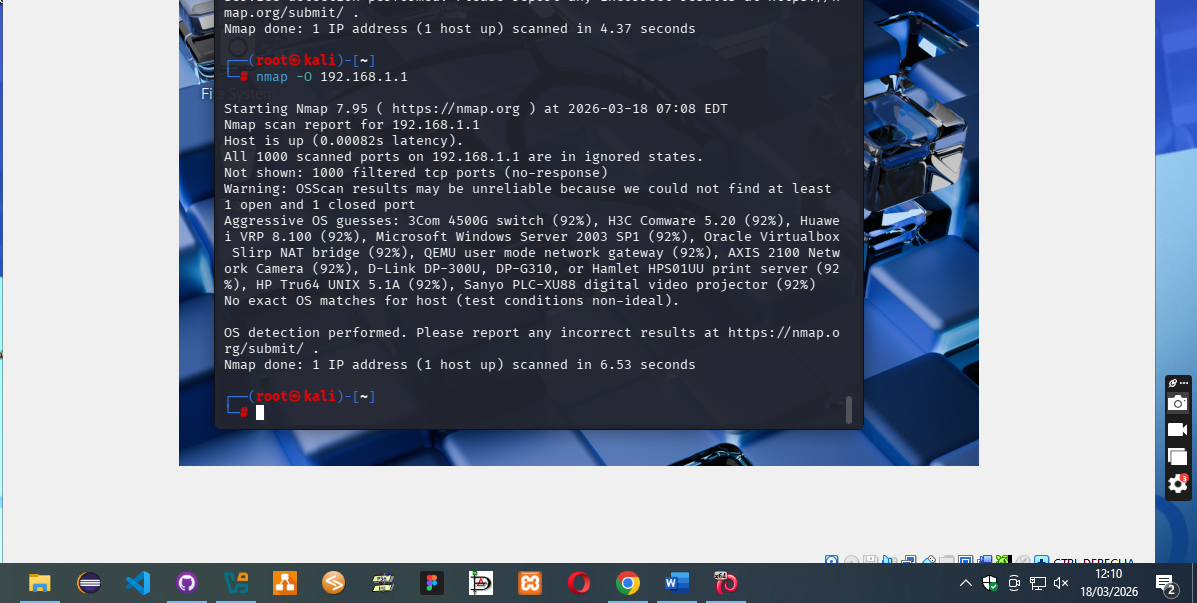 map.org/submit/ .
Nmap done: 1 IP address (1 host up) scanned in 4.37 seconds
┌──(root㉿kali)-[~]
└─# nmap -O 192.168.1.1
File System
Starting Nmap 7.95 ( https://nmap.org ) at 2026-03-18 07:08 EDT
Nmap scan report for 192.168.1.1
Host is up (0.00082s latency).
All 1000 scanned ports on 192.168.1.1 are in ignored states.
Not shown: 1000 filtered tcp ports (no-response)
Warning: OSScan results may be unreliable because we could not find at least
1 open and 1 closed port
Aggressive OS guesses: 3Com 4500G switch (92%), H3C Comware 5.20 (92%), Huawe
i VRP 8.100 (92%), Microsoft Windows Server 2003 SP1 (92%), Oracle Virtualbox
Slirp NAT bridge (92%), QEMU user mode network gateway (92%), AXIS 2100 Netw
ork Camera (92%), D-Link DP-300U, DP-G310, or Hamlet HPS01UU print server (92
%), HP Tru64 UNIX 5.1A (92%), Sanyo PLC-XU88 digital video projector (92%)
No exact OS matches for host (test conditions non-ideal).
OS detection performed. Please report any incorrect results at https://nmap.o
rg/submit/ .
Nmap done: 1 IP address (1 host up) scanned in 6.53 seconds
┌──(root㉿kali)-[~]
└─#
3
CTRL DERECHA
x64
12:10
18/03/2026
2